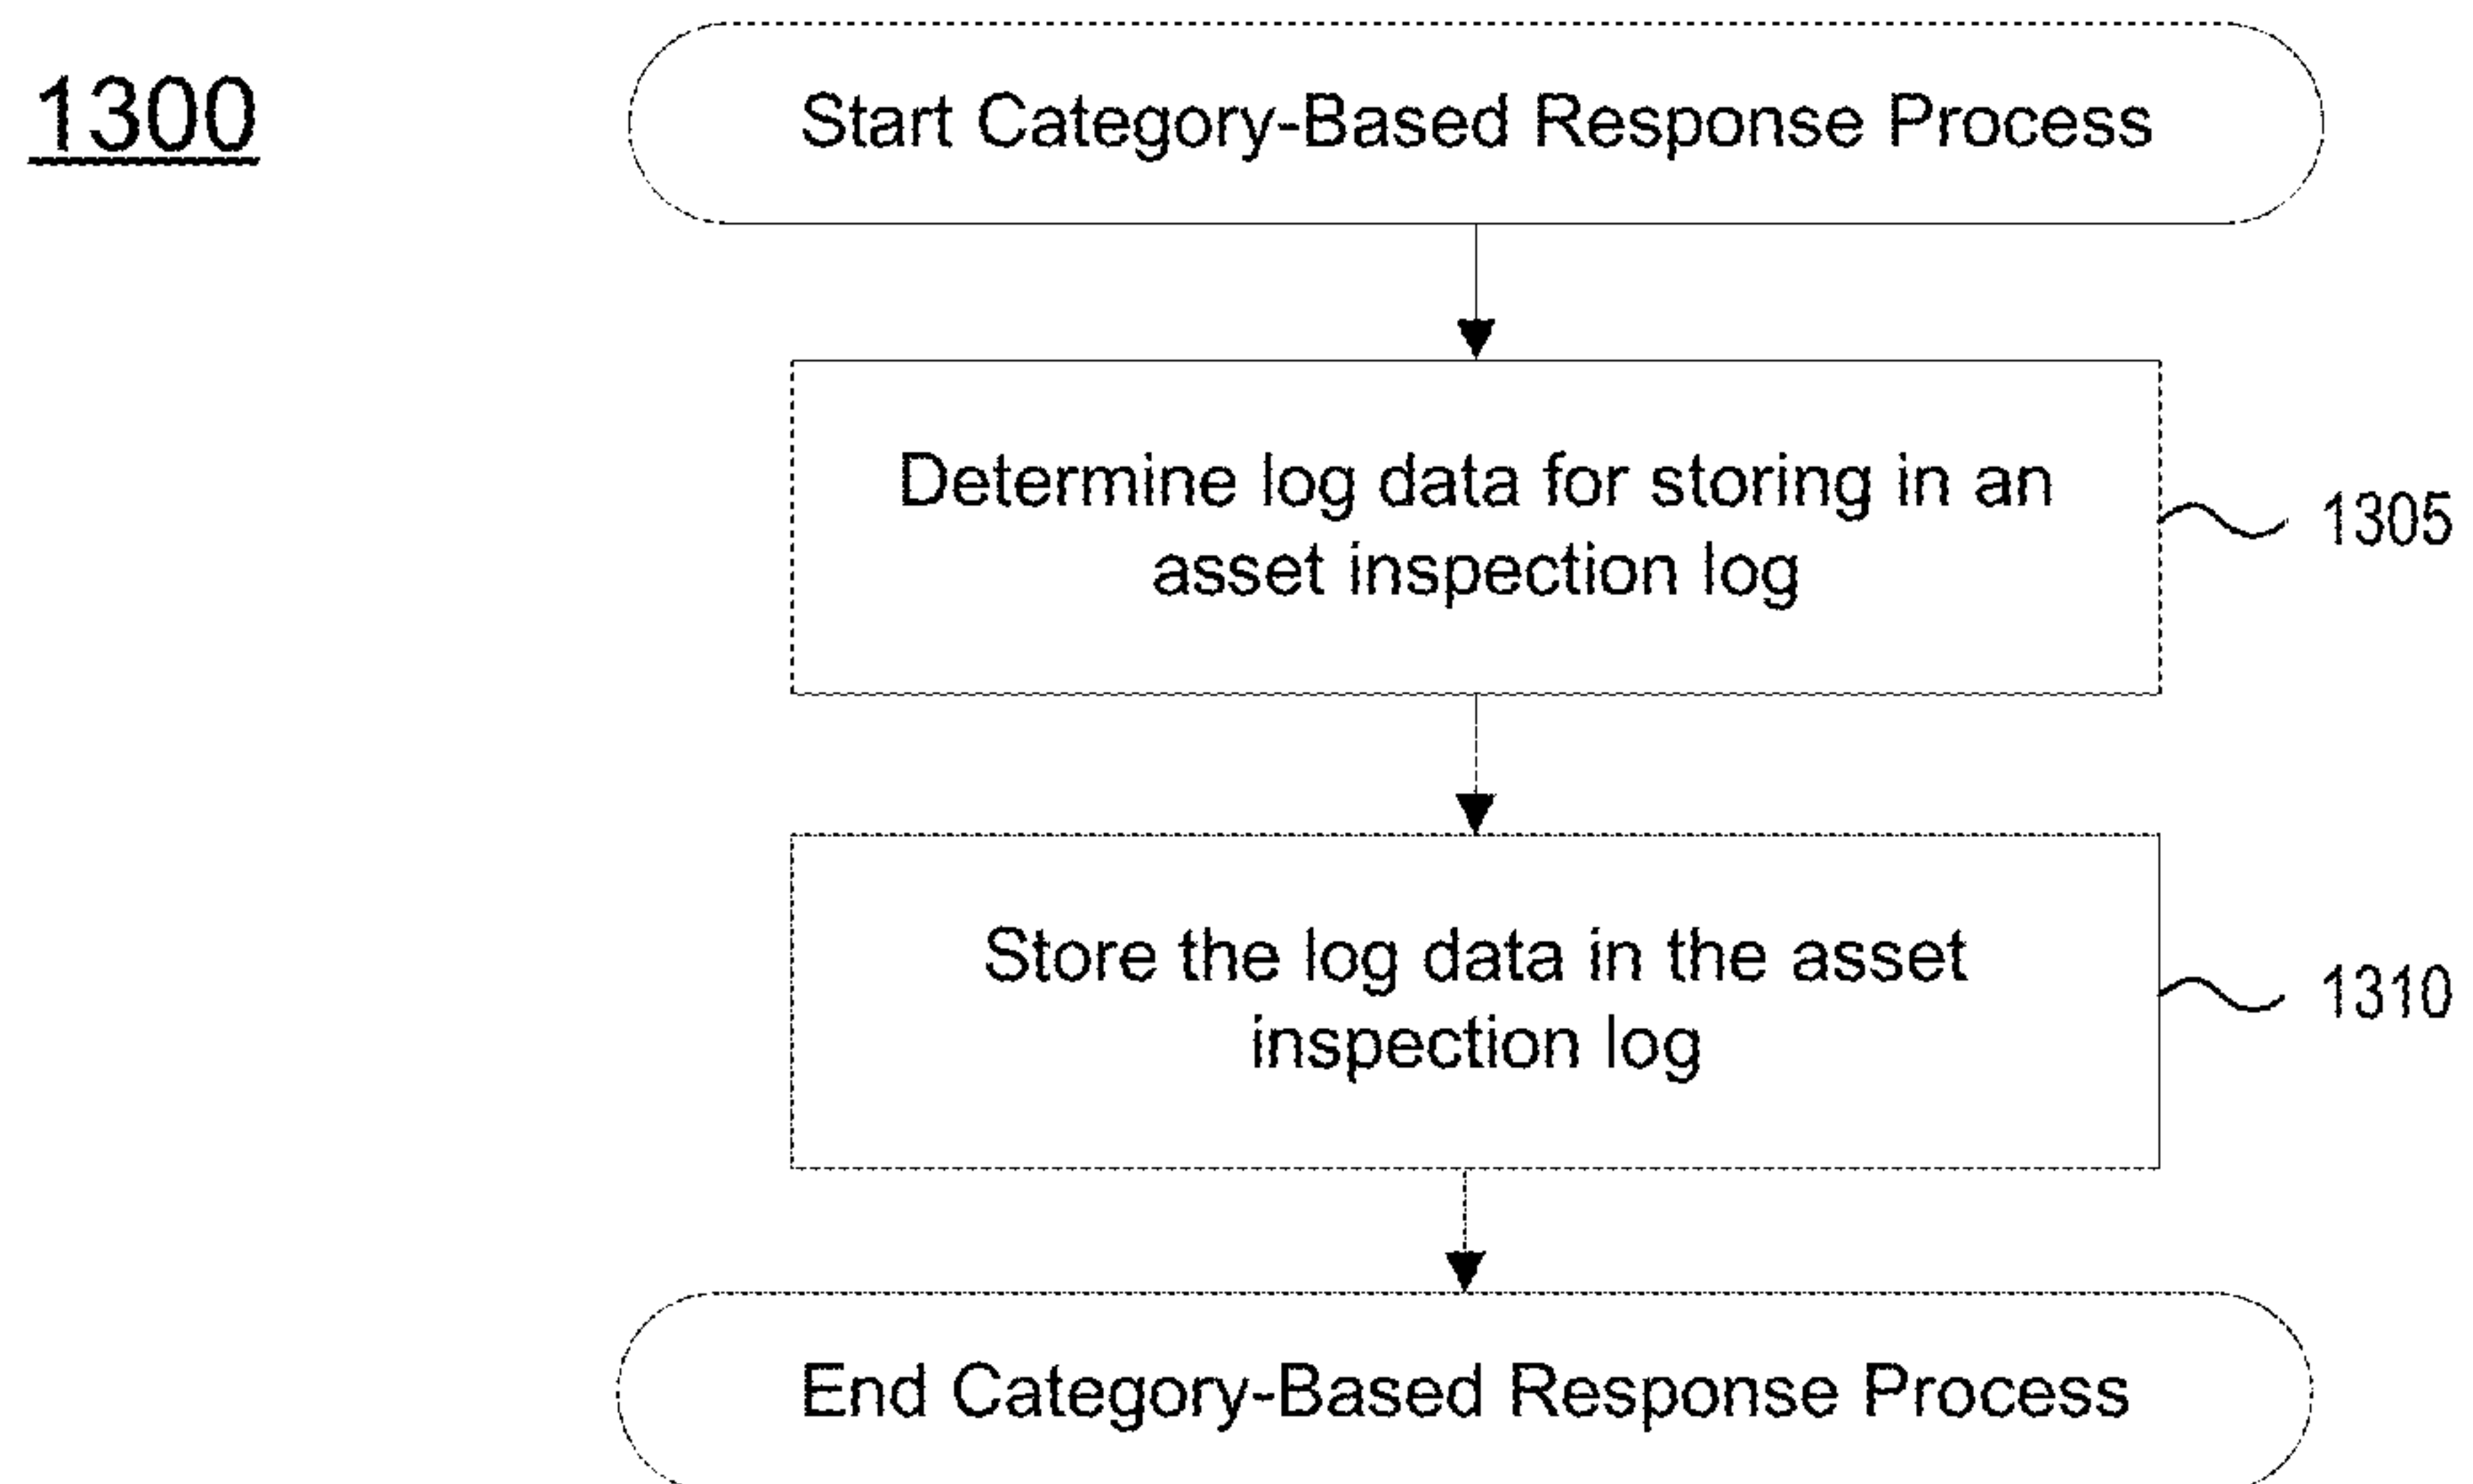 1300
Start Category-Based Response Process
Determine log data for storing in an
asset inspection log
1305
Store the log data in the asset
inspection log
1310
End Category-Based Response Process